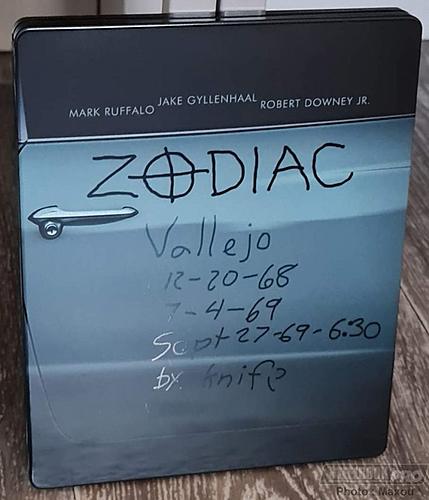 MARK RUFFALO JAKE GYLLENHAAL ROBERT DOWNEY JR.
ZODIAC
Vallejo
12-20-68
7-4-69
Sept 27-69-6:30
by knife
Photo : Maxou